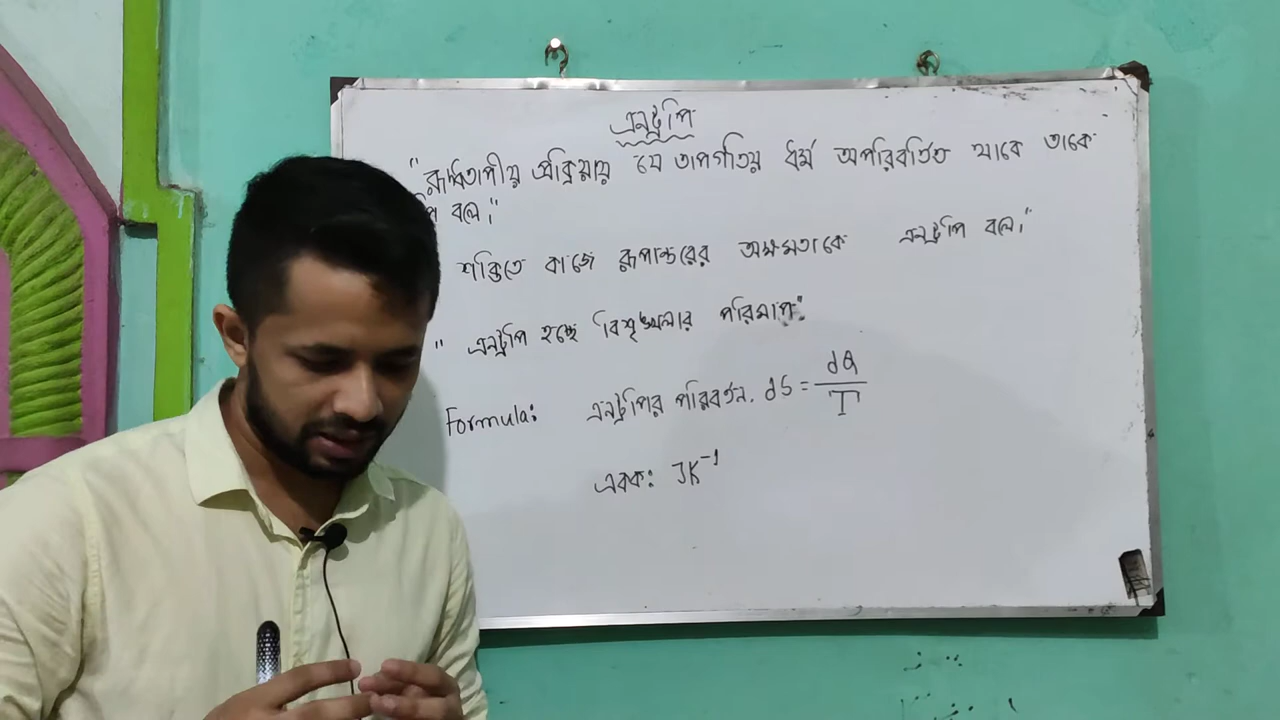 এনট্রপি
"রূদ্ধতাপীয় প্রক্রিয়ায় যে তাপগতিয় ধর্ম অপরিবর্তিত থাকে তাকে
পি বলে।"
শক্তিতে কাজে রূপান্তরের অক্ষমতাকে এনট্রপি বলে।"
" এনট্রপি হচ্ছে বিশৃঙ্খলার পরিমাপ"
Formula: এনট্রপির পরিবর্তন, dS = dQ/T
একক: JK⁻¹